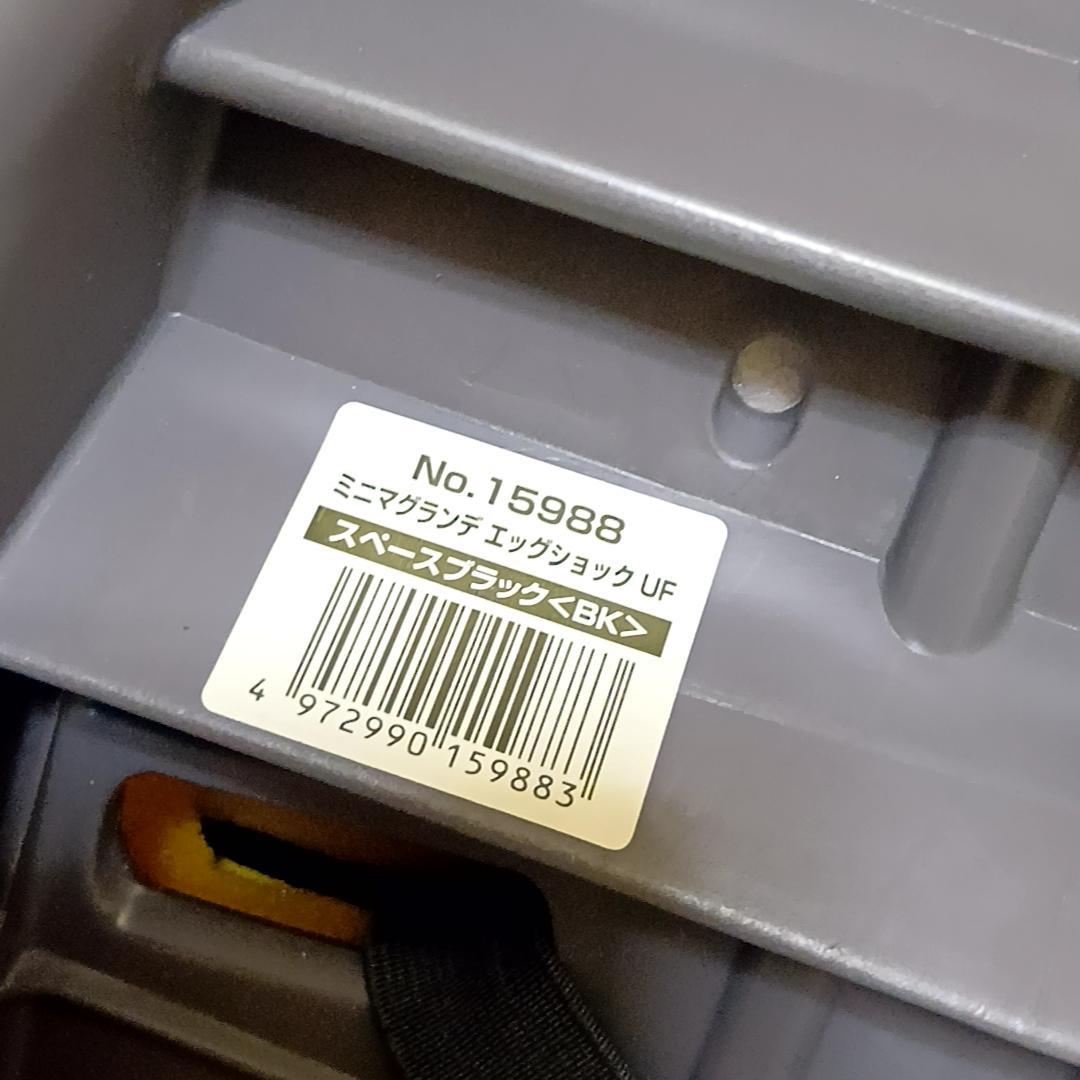 No.15988
ミニマグランデ エッグショック UF
スペースブラック<BK>
4 972990 159883